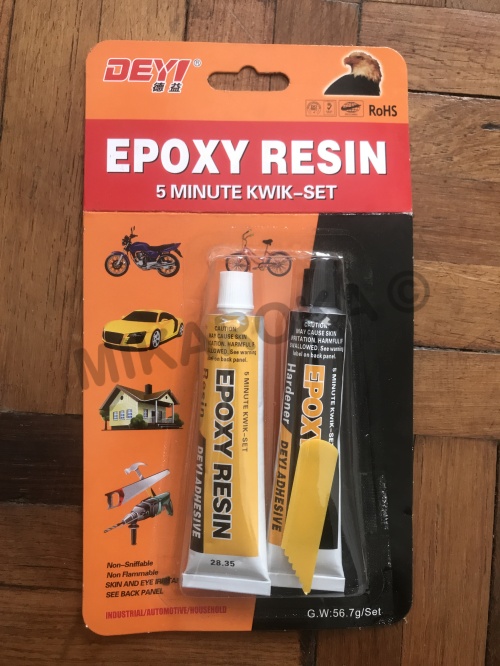 DEYI®
德益
RoHS
EPOXY RESIN
5 MINUTE KWIK-SET
MIKAPOXA ©
CAUTION:
MAY CAUSE SKIN
IRRITATION. HARMFUL IF
SWALLOWED. See warning
label on back panel.
Resin
EPOXY RESIN
5 MINUTE KWIK-SET
DEYI ADHESIVE
28.35
CAUTION:
MAY CAUSE SKIN
IRRITATION. HARMFUL IF
SWALLOWED. See warning
label on back panel.
Hardener
EPOXY
5 MINUTE KWIK-SET
DEYI ADHESIVE
Non-Sniffable
Non Flammable
SKIN AND EYE
SEE BACK PANEL
INDUSTRIAL/AUTOMOTIVE/HOUSEHOLD
G.W:56.7g/Set